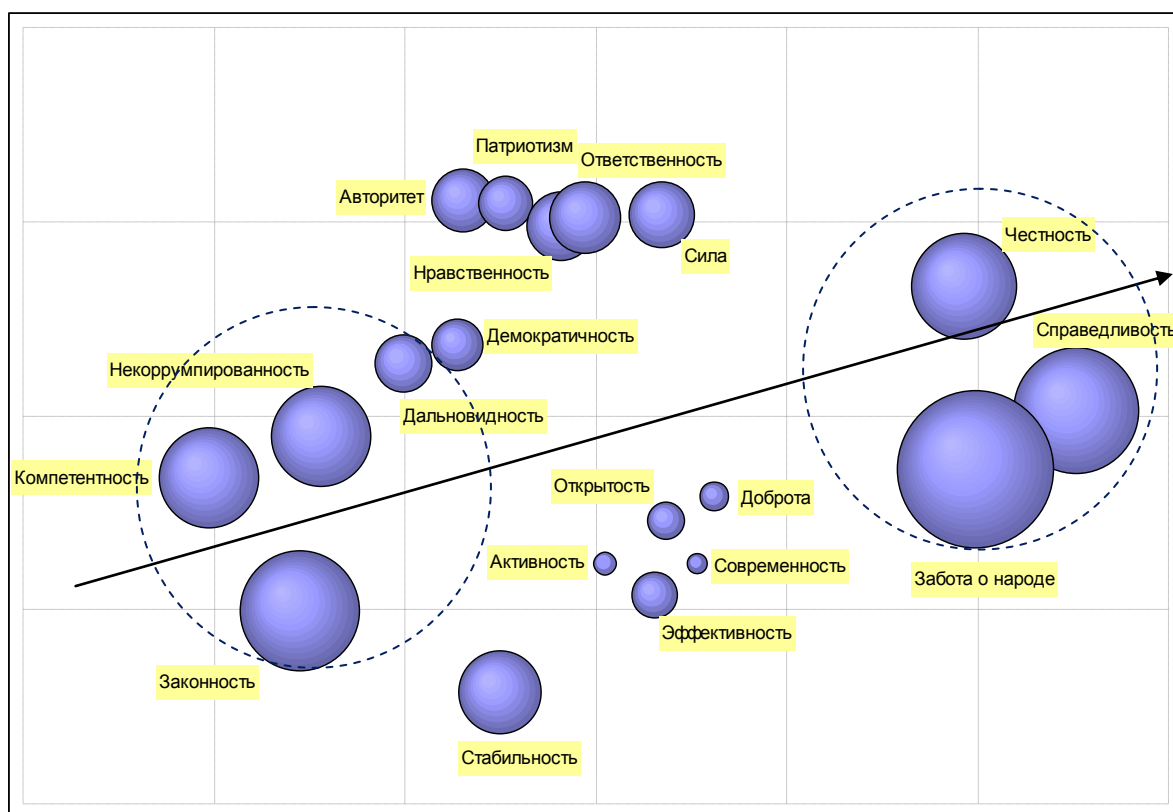 Патриотизм
Ответственность
Авторитет
Честность
Сила
Нравственность
Справедливость
Демократичность
Некоррумпированность
Дальновидность
Компетентность
Открытость
Доброта
Активность
Современность
Забота о народе
Эффективность
Законность
Стабильность